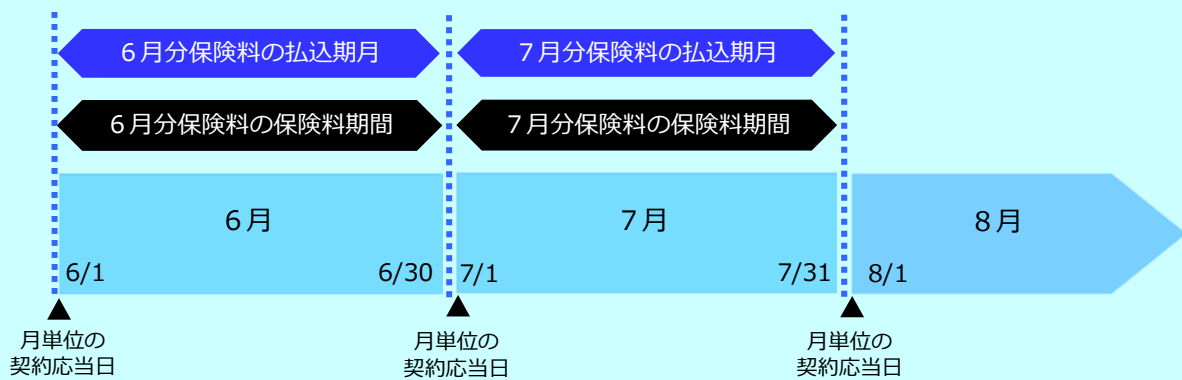 ６月分保険料の払込期月
７月分保険料の払込期月
６月分保険料の保険料期間
７月分保険料の保険料期間
６月
７月
８月
6/1
6/30
7/1
7/31
8/1
▲
▲
▲
月単位の
契約応当日
月単位の
契約応当日
月単位の
契約応当日